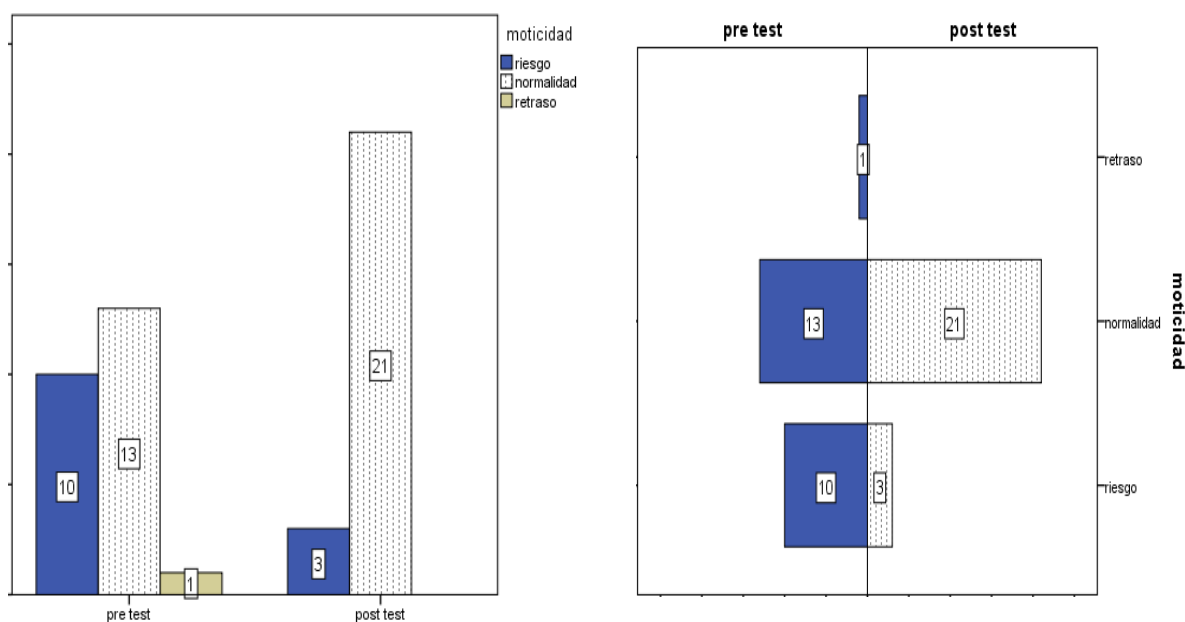 moticidad
riesgo
normalidad
retraso
10
13
1
3
21
pre test
post test
pre test
post test
1
retraso
13
21
normalidad
10
3
riesgo
moticidad